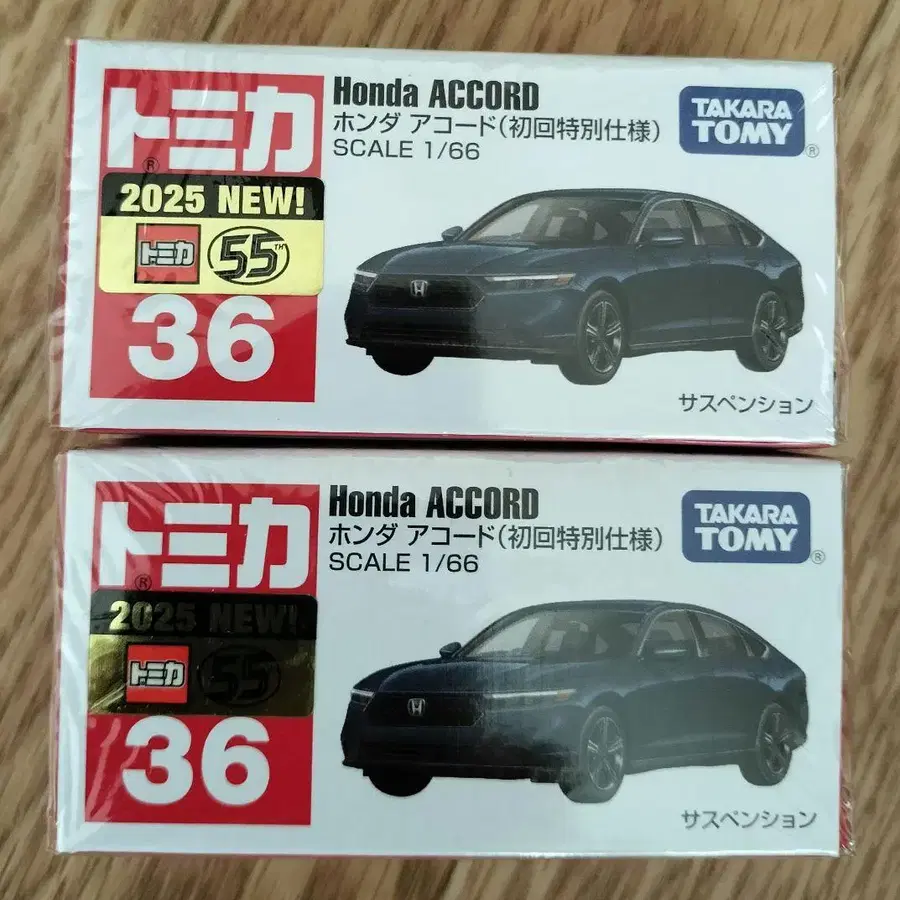 トミカ
®
2025 NEW!
トミカ 55TH
36
Honda ACCORD
ホンダ アコード(初回特別仕様)
SCALE 1/66
TAKARA
TOMY
®
サスペンション
トミカ
®
2025 NEW!
トミカ 55
36
Honda ACCORD
ホンダ アコード(初回特別仕様)
SCALE 1/66
TAKARA
TOMY
®
サスペンション